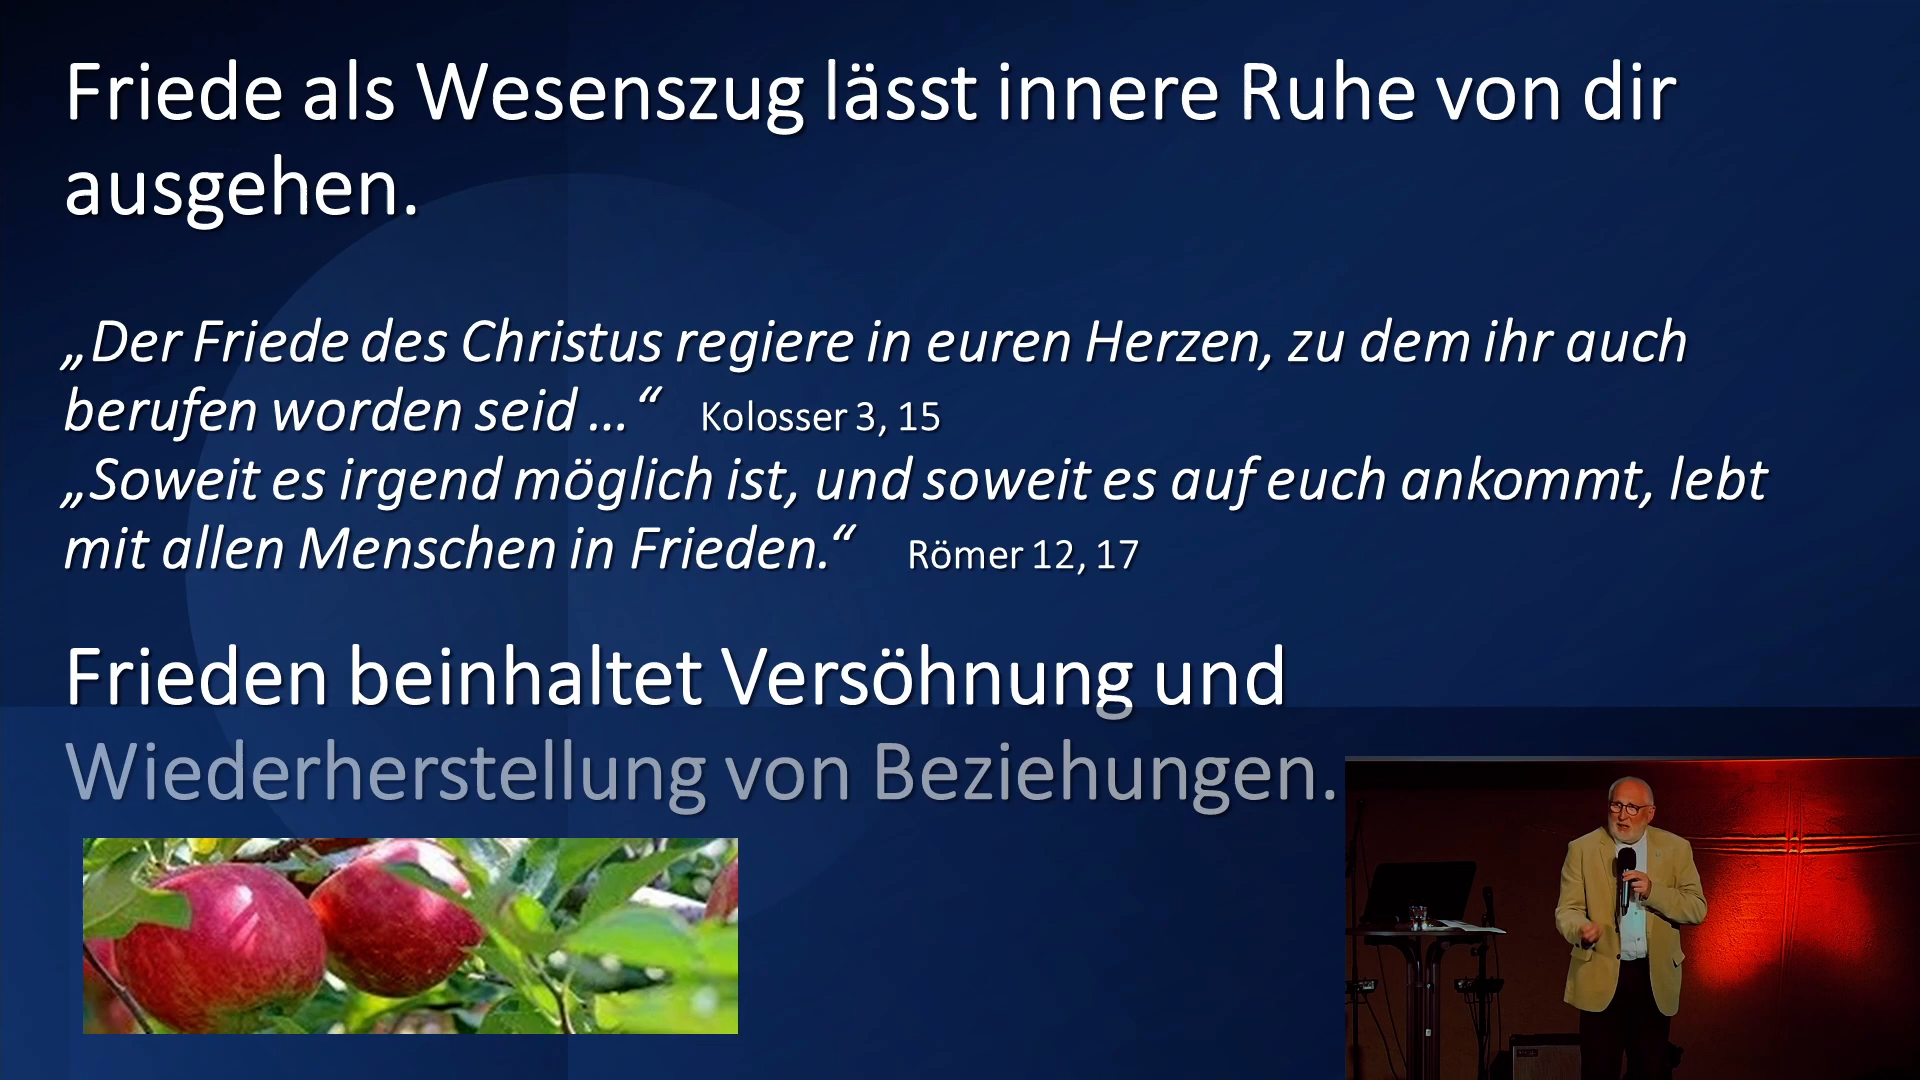 Friede als Wesenszug lässt innere Ruhe von dir
ausgehen.
„Der Friede des Christus regiere in euren Herzen, zu dem ihr auch
berufen worden seid …“ Kolosser 3, 15
„Soweit es irgend möglich ist, und soweit es auf euch ankommt, lebt
mit allen Menschen in Frieden.“ Römer 12, 17
Frieden beinhaltet Versöhnung und
Wiederherstellung von Beziehungen.